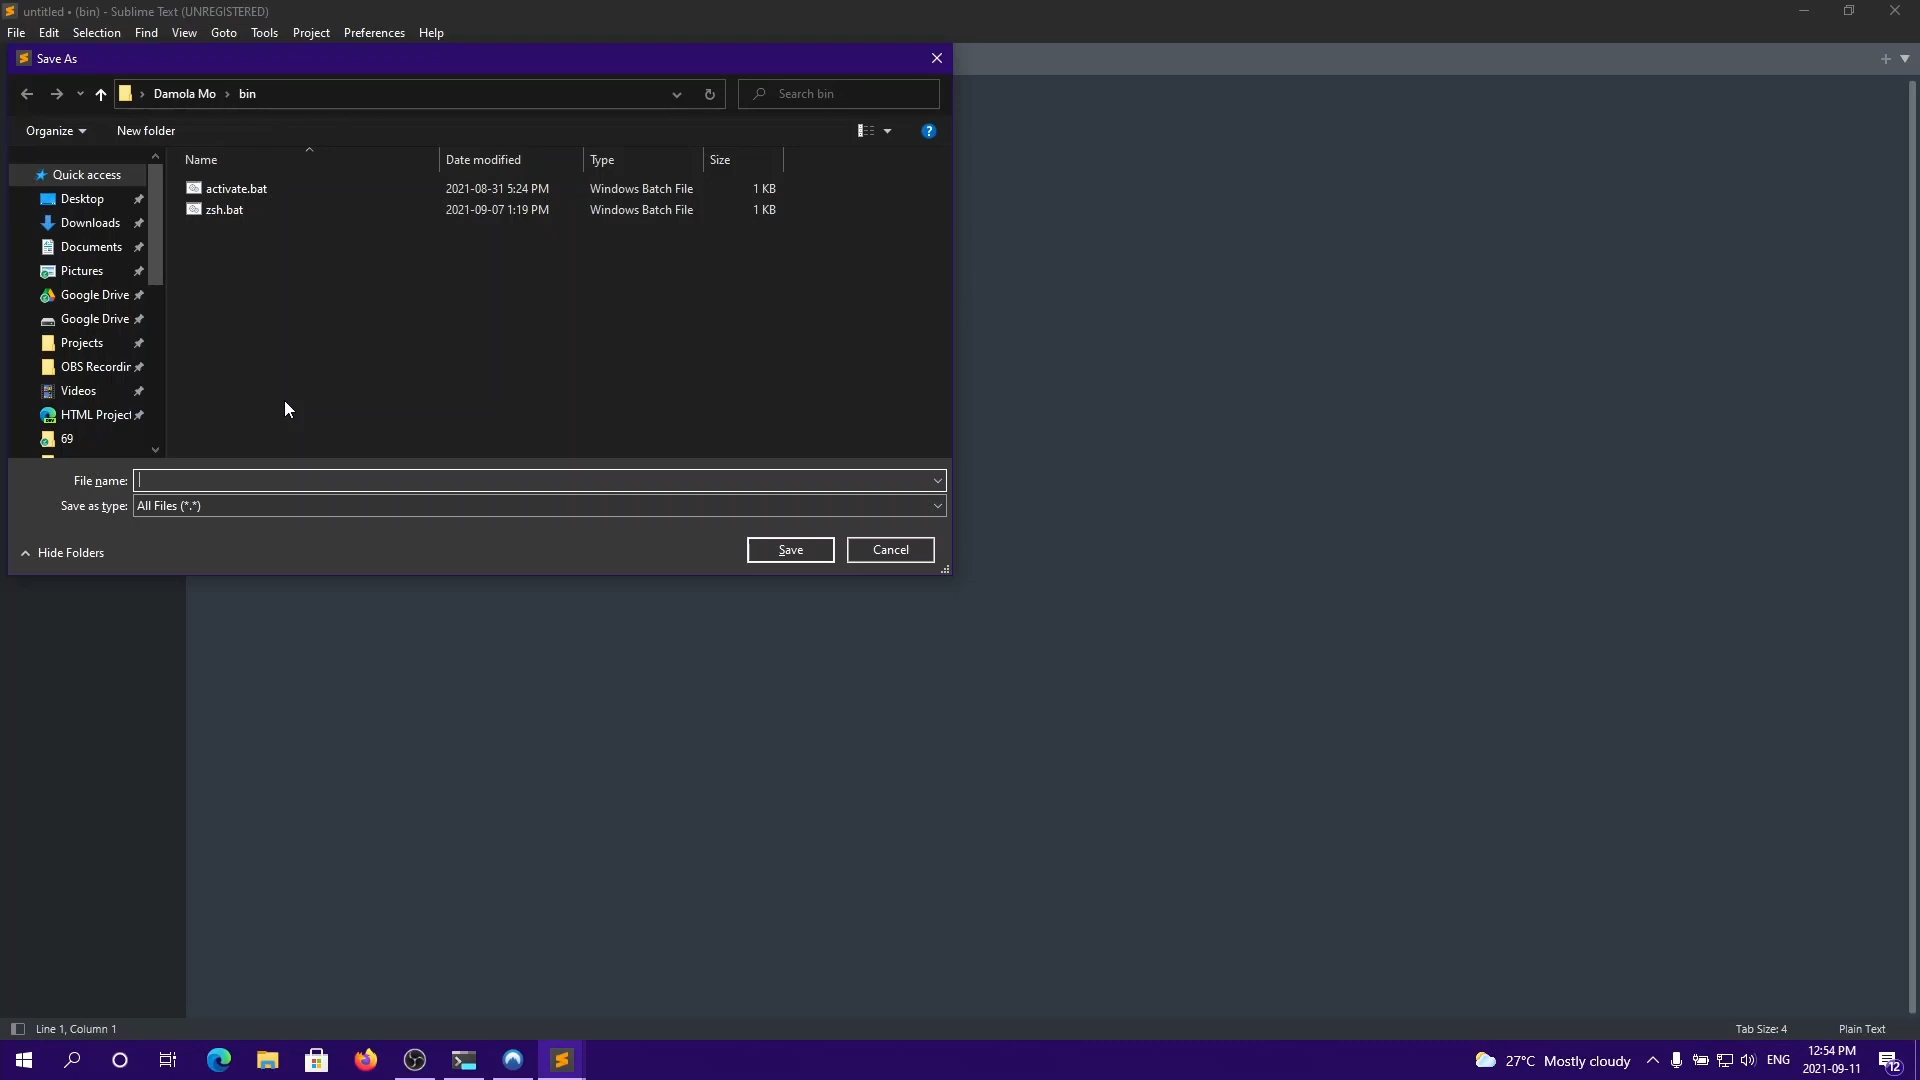 untitled • (bin) - Sublime Text (UNREGISTERED)
File Edit Selection Find View Goto Tools Project Preferences Help
Save As
Damola Mo › bin
Search bin
Organize New folder
Name Date modified Type Size
activate.bat 2021-08-31 5:24 PM Windows Batch File 1 KB
zsh.bat 2021-09-07 1:19 PM Windows Batch File 1 KB
Quick access
Desktop
Downloads
Documents
Pictures
Google Drive
Google Drive
Projects
OBS Recordin
Videos
HTML Project
69
File name:
Save as type: All Files (*.*)
Hide Folders
Save Cancel
Line 1, Column 1
Tab Size: 4 Plain Text
27°C Mostly cloudy ENG 12:54 PM
2021-09-11
12